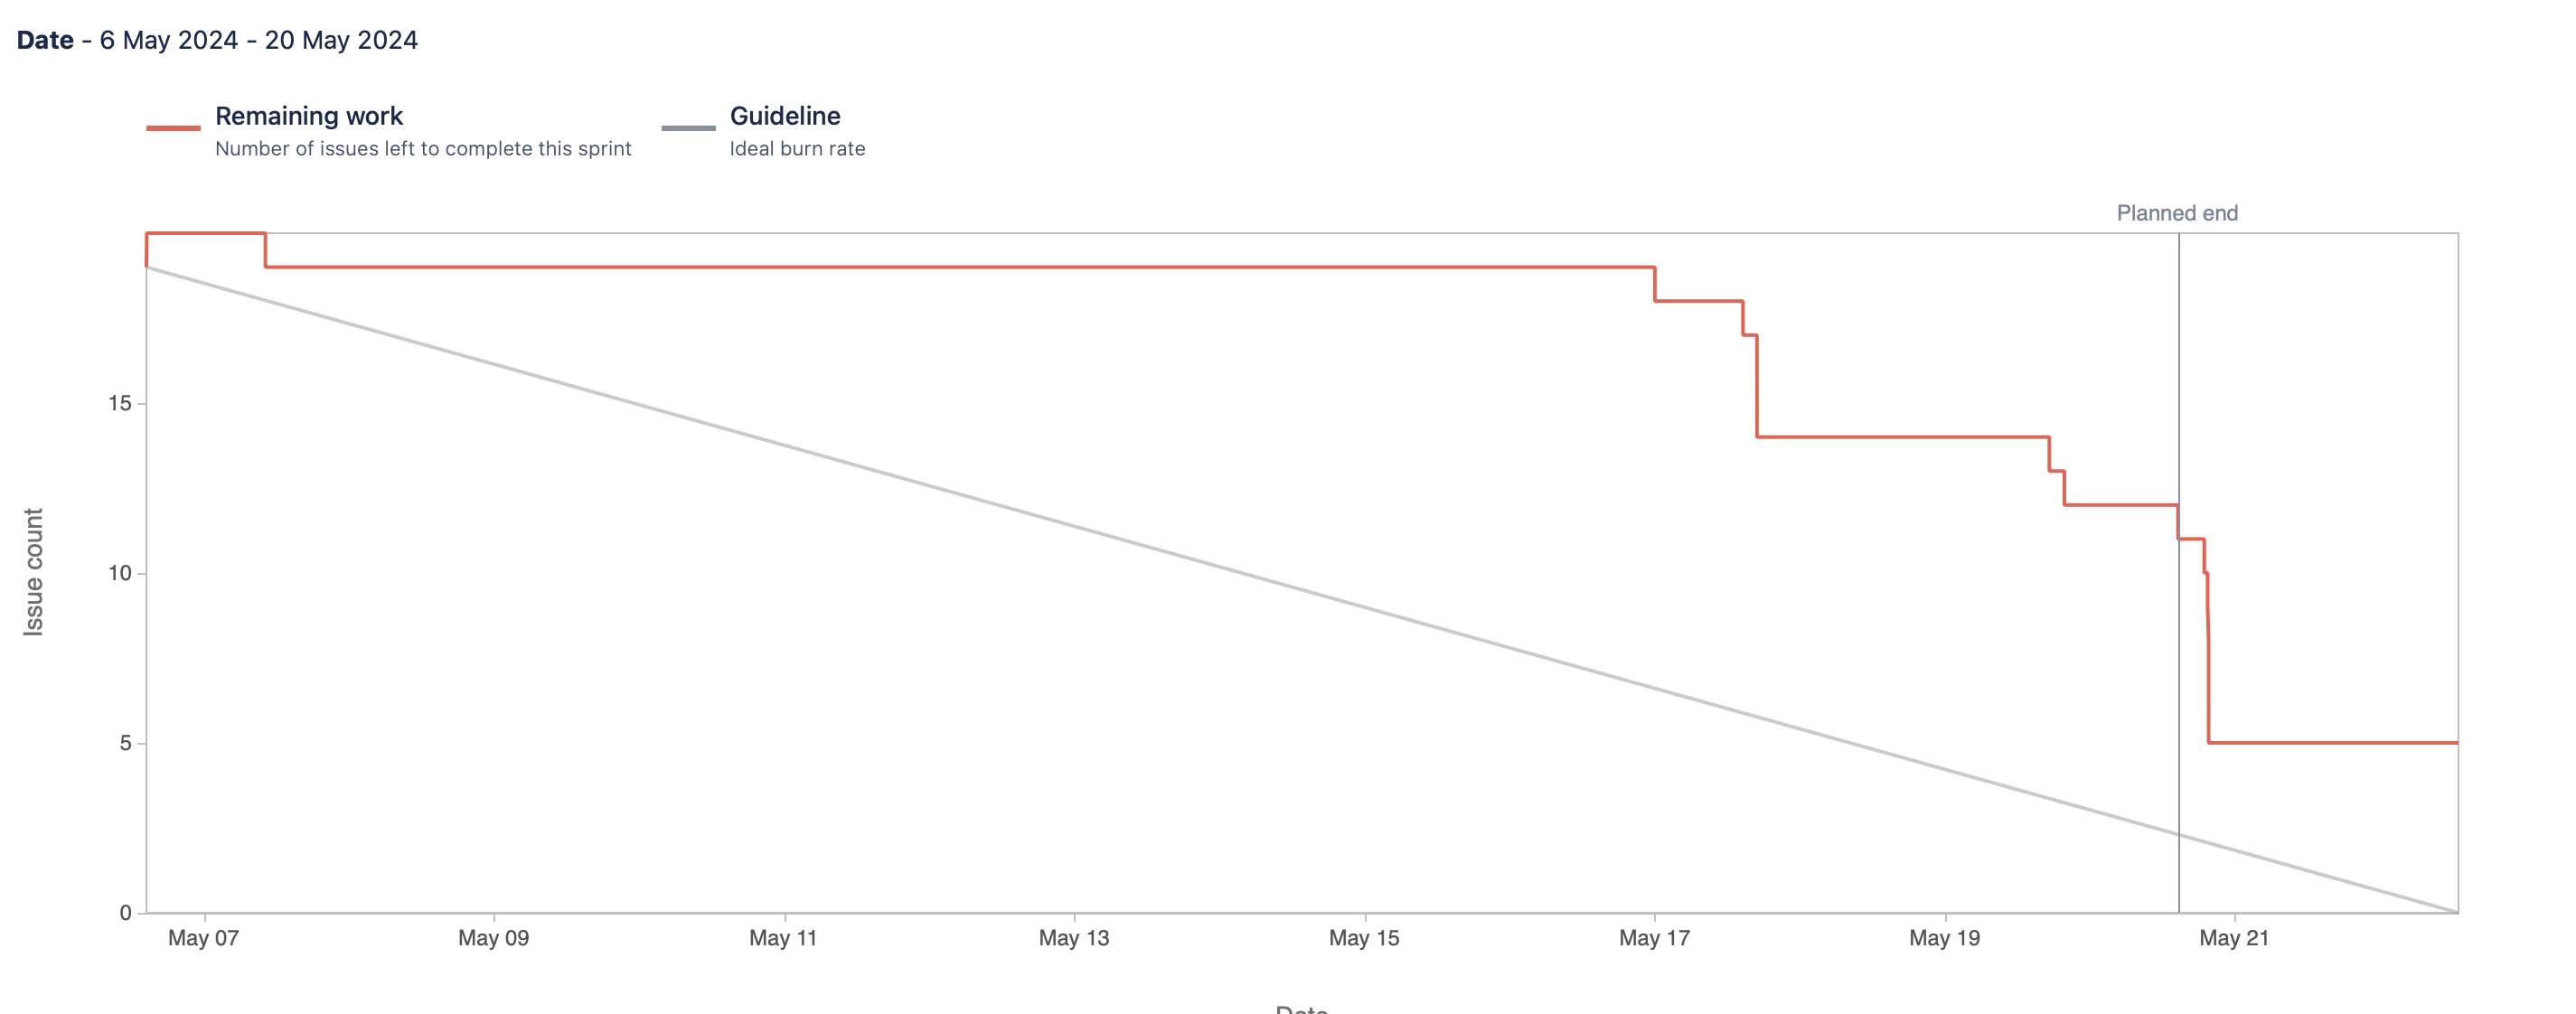 Date - 6 May 2024 - 20 May 2024
Remaining work
Number of issues left to complete this sprint
Guideline
Ideal burn rate
Planned end
15
10
5
0
Issue count
May 07
May 09
May 11
May 13
May 15
May 17
May 19
May 21
Date